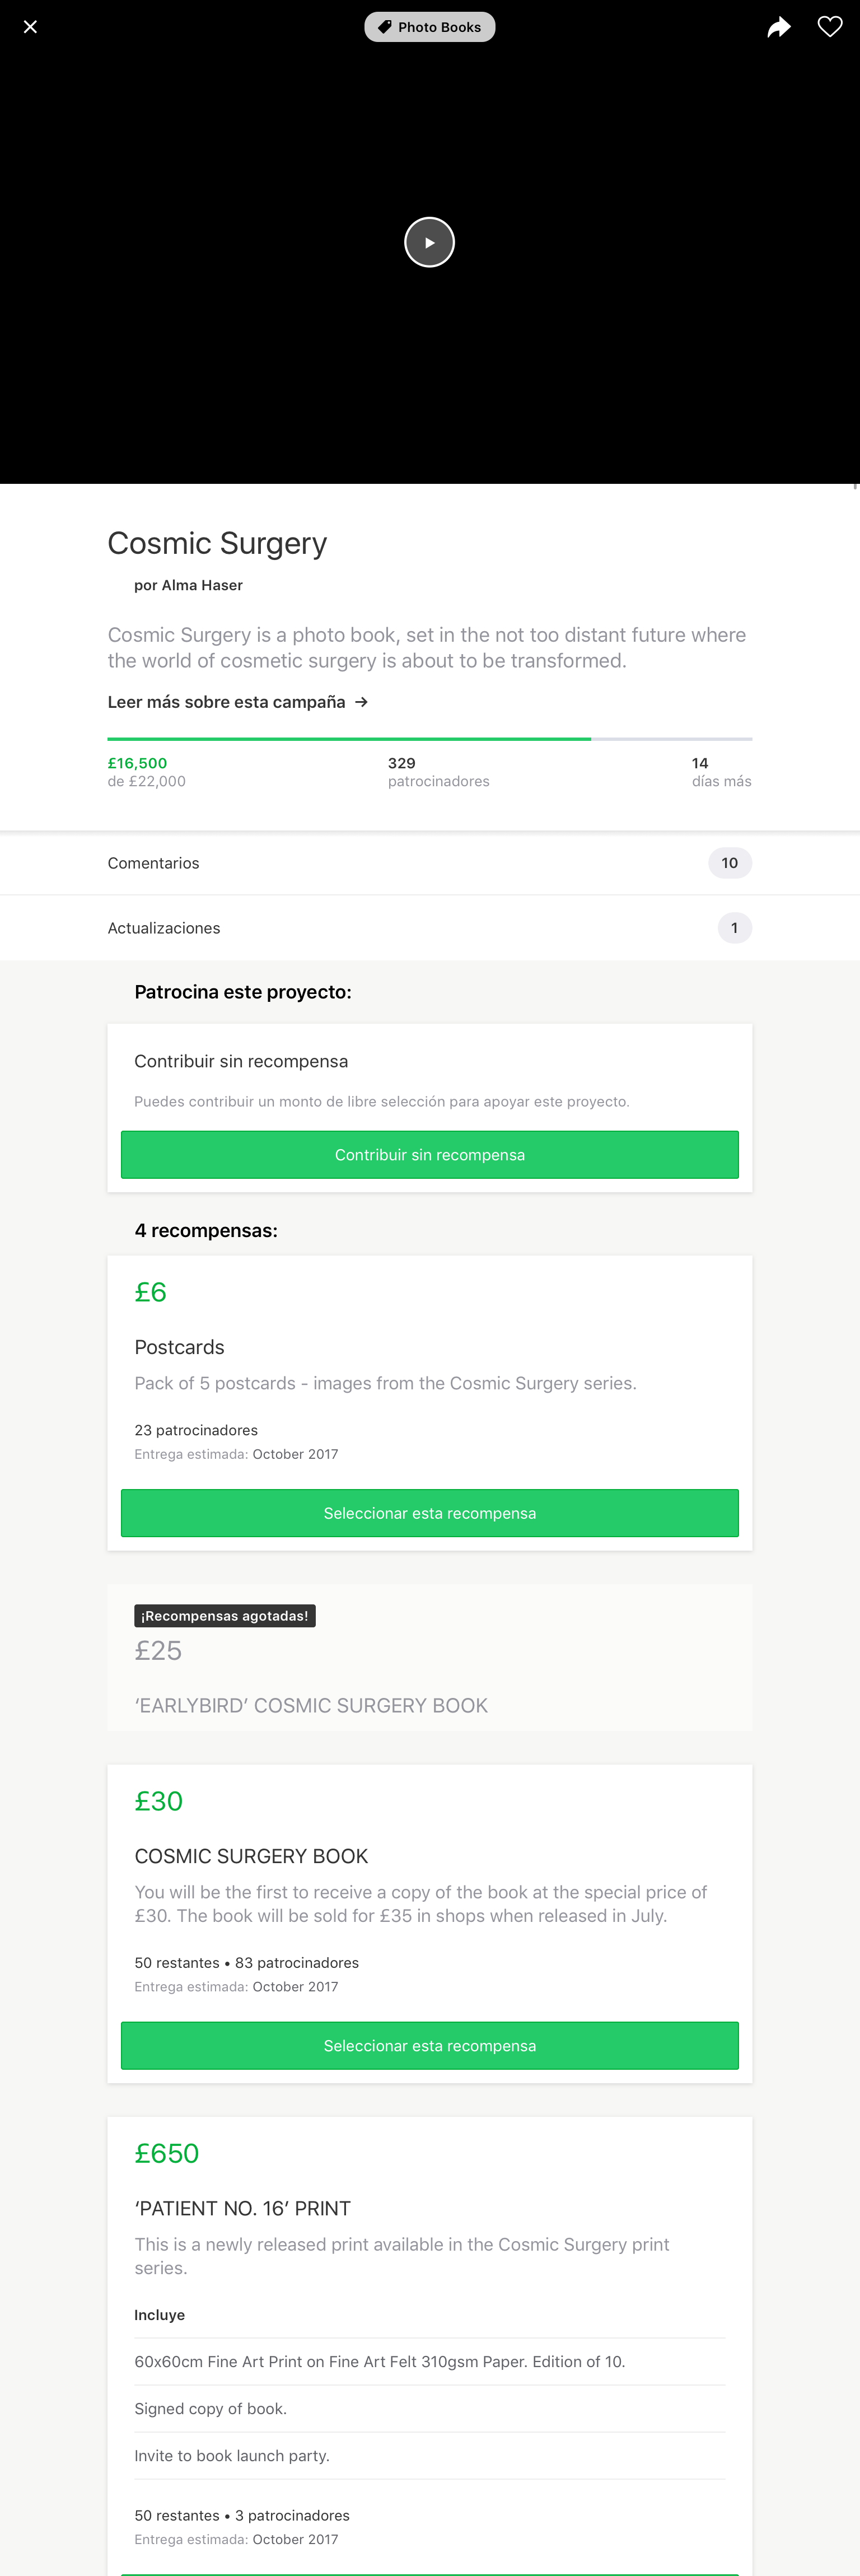 Photo Books
Cosmic Surgery
por Alma Haser
Cosmic Surgery is a photo book, set in the not too distant future where
the world of cosmetic surgery is about to be transformed.
Leer más sobre esta campaña →
£16,500
de £22,000
329
patrocinadores
14
días más
Comentarios
10
Actualizaciones
1
Patrocina este proyecto:
Contribuir sin recompensa
Puedes contribuir un monto de libre selección para apoyar este proyecto.
Contribuir sin recompensa
4 recompensas:
£6
Postcards
Pack of 5 postcards - images from the Cosmic Surgery series.
23 patrocinadores
Entrega estimada: October 2017
Seleccionar esta recompensa
¡Recompensas agotadas!
£25
‘EARLYBIRD’ COSMIC SURGERY BOOK
£30
COSMIC SURGERY BOOK
You will be the first to receive a copy of the book at the special price of
£30. The book will be sold for £35 in shops when released in July.
50 restantes • 83 patrocinadores
Entrega estimada: October 2017
Seleccionar esta recompensa
£650
‘PATIENT NO. 16’ PRINT
This is a newly released print available in the Cosmic Surgery print
series.
Incluye
60x60cm Fine Art Print on Fine Art Felt 310gsm Paper. Edition of 10.
Signed copy of book.
Invite to book launch party.
50 restantes • 3 patrocinadores
Entrega estimada: October 2017